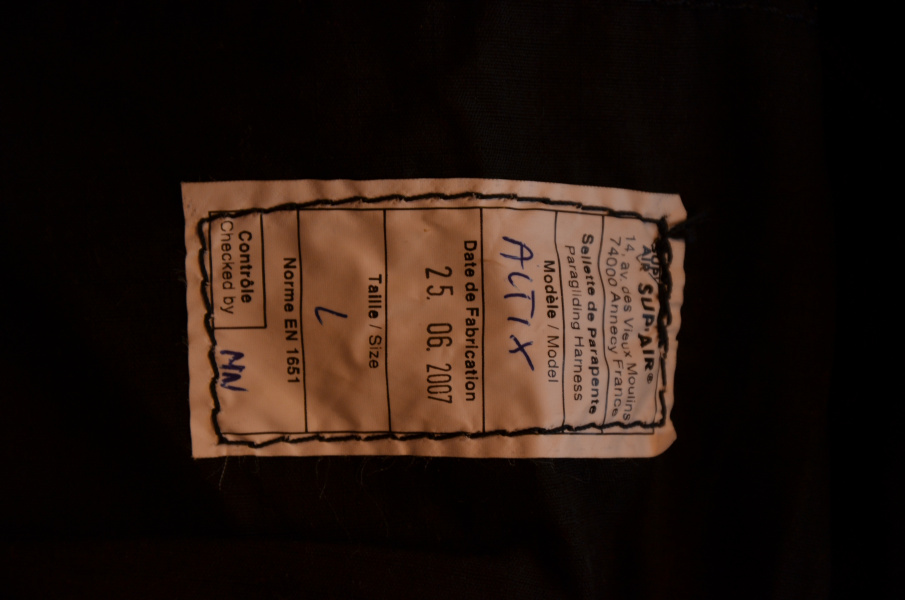 SUP'AIR®
14, av. des Vieux Moulins
74000 Annecy France
Sellette de Parapente
Paragliding Harness
Modèle / Model
ALTIX
Date de Fabrication
25. 06. 2007
Taille / Size
L
Norme EN 1651
Contrôle
Checked by
MN